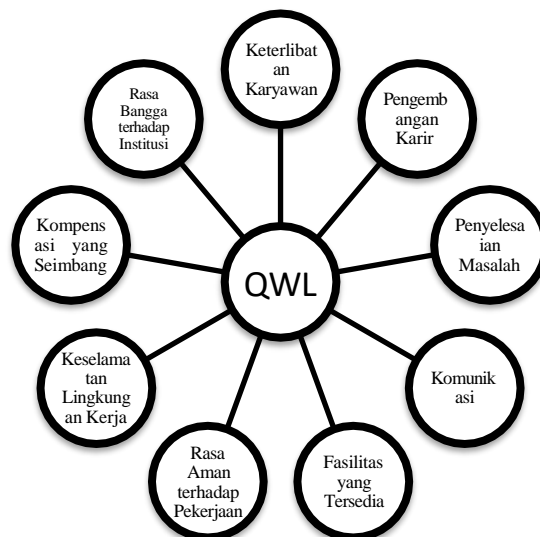 Keterlibat
an
Karyawan
Pengemb
angan
Karir
Penyelesa
ian
Masalah
Komunik
asi
Fasilitas
yang
Tersedia
Rasa
Aman
terhadap
Pekerjaan
Keselama
tan
Lingkung
an Kerja
Kompens
asi yang
Seimbang
Rasa
Bangga
terhadap
Institusi
QWL